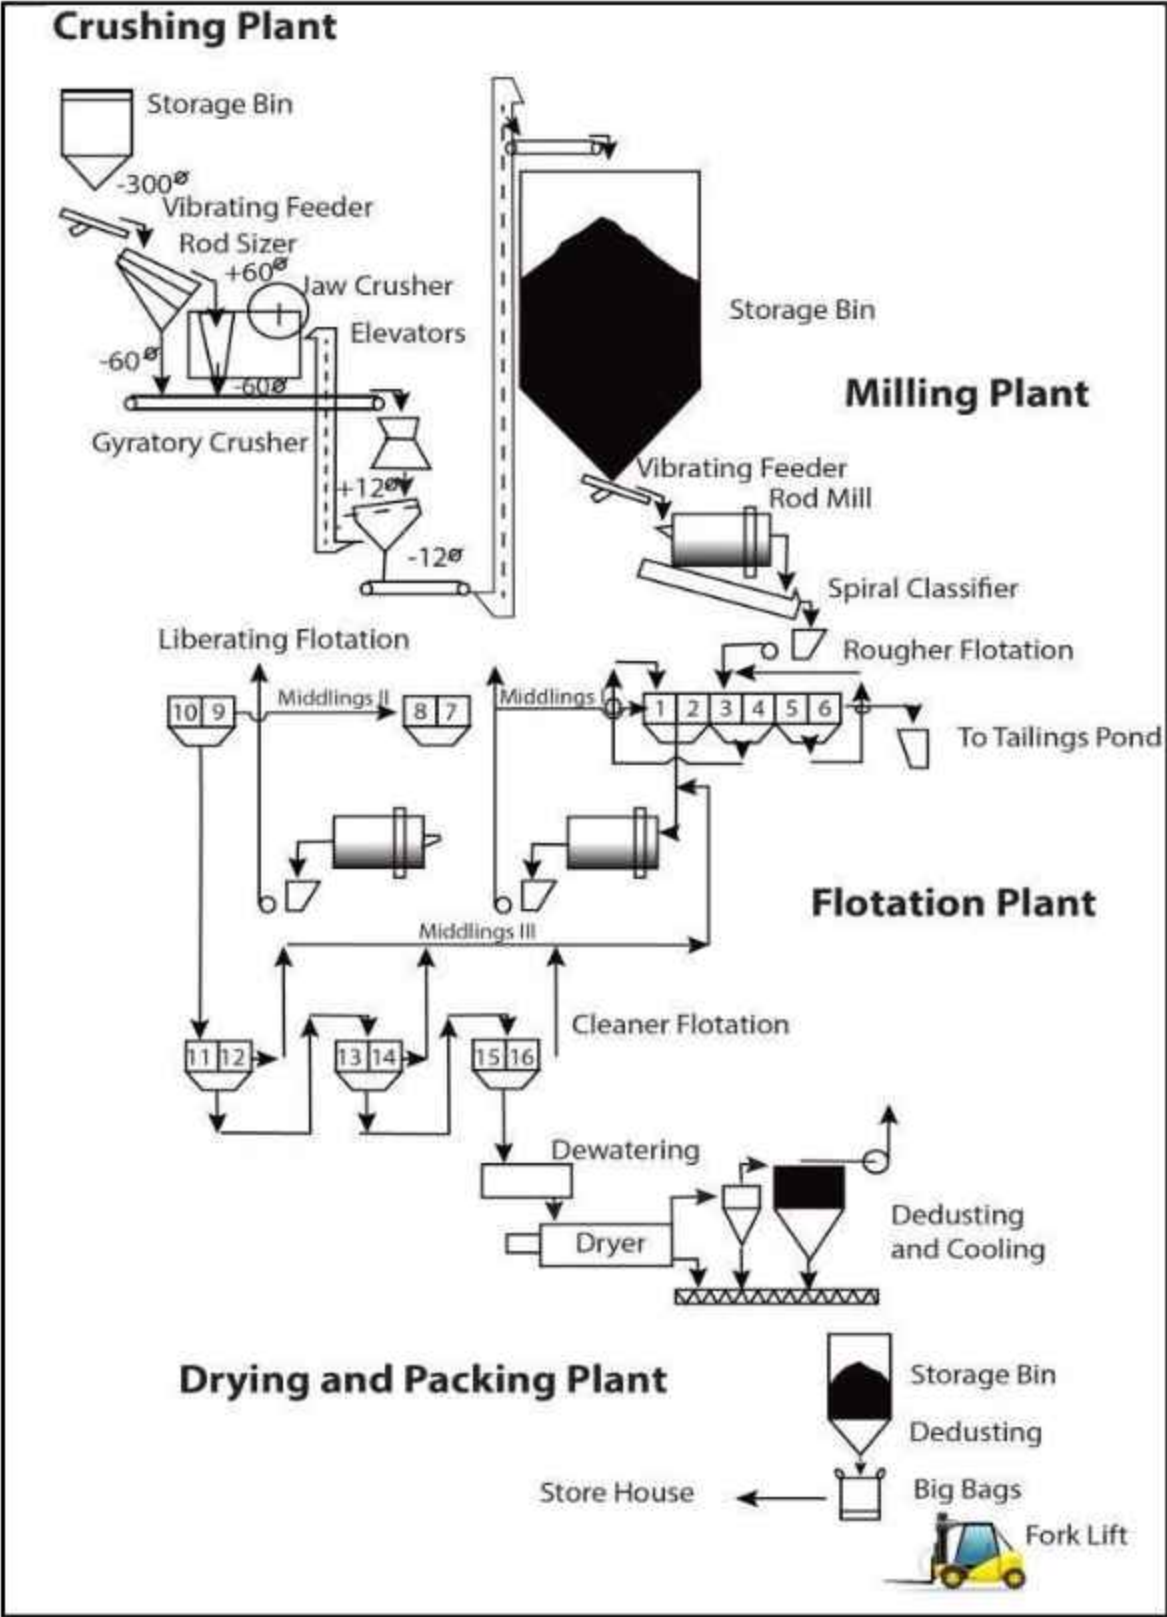 Crushing Plant
Storage Bin
-300ø
Vibrating Feeder
Rod Sizer
+60ø
Jaw Crusher
Elevators
-60ø
-60ø
Gyratory Crusher
+12ø
-12ø
Storage Bin
Milling Plant
Vibrating Feeder
Rod Mill
Spiral Classifier
Rougher Flotation
Liberating Flotation
Middlings II
Middlings I
10 9
8 7
1 2 3 4 5 6
To Tailings Pond
Flotation Plant
Middlings III
Cleaner Flotation
11 12
13 14
15 16
Dewatering
Dryer
Dedusting
and Cooling
Drying and Packing Plant
Storage Bin
Dedusting
Store House
Big Bags
Fork Lift